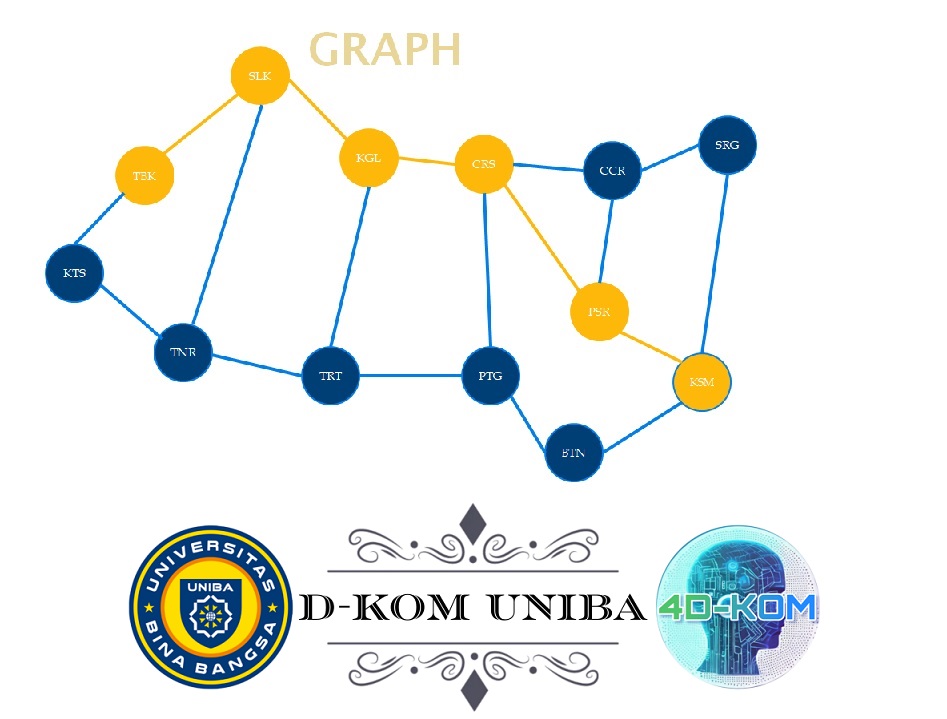 GRAPH
SLK
KGL
CRS
SRG
CCR
TBK
KTS
PSR
TNR
TRT
PTG
KSM
BTN
UNIVERSITAS
UNIBA
BINA BANGSA
D-KOM UNIBA
4D-KOM